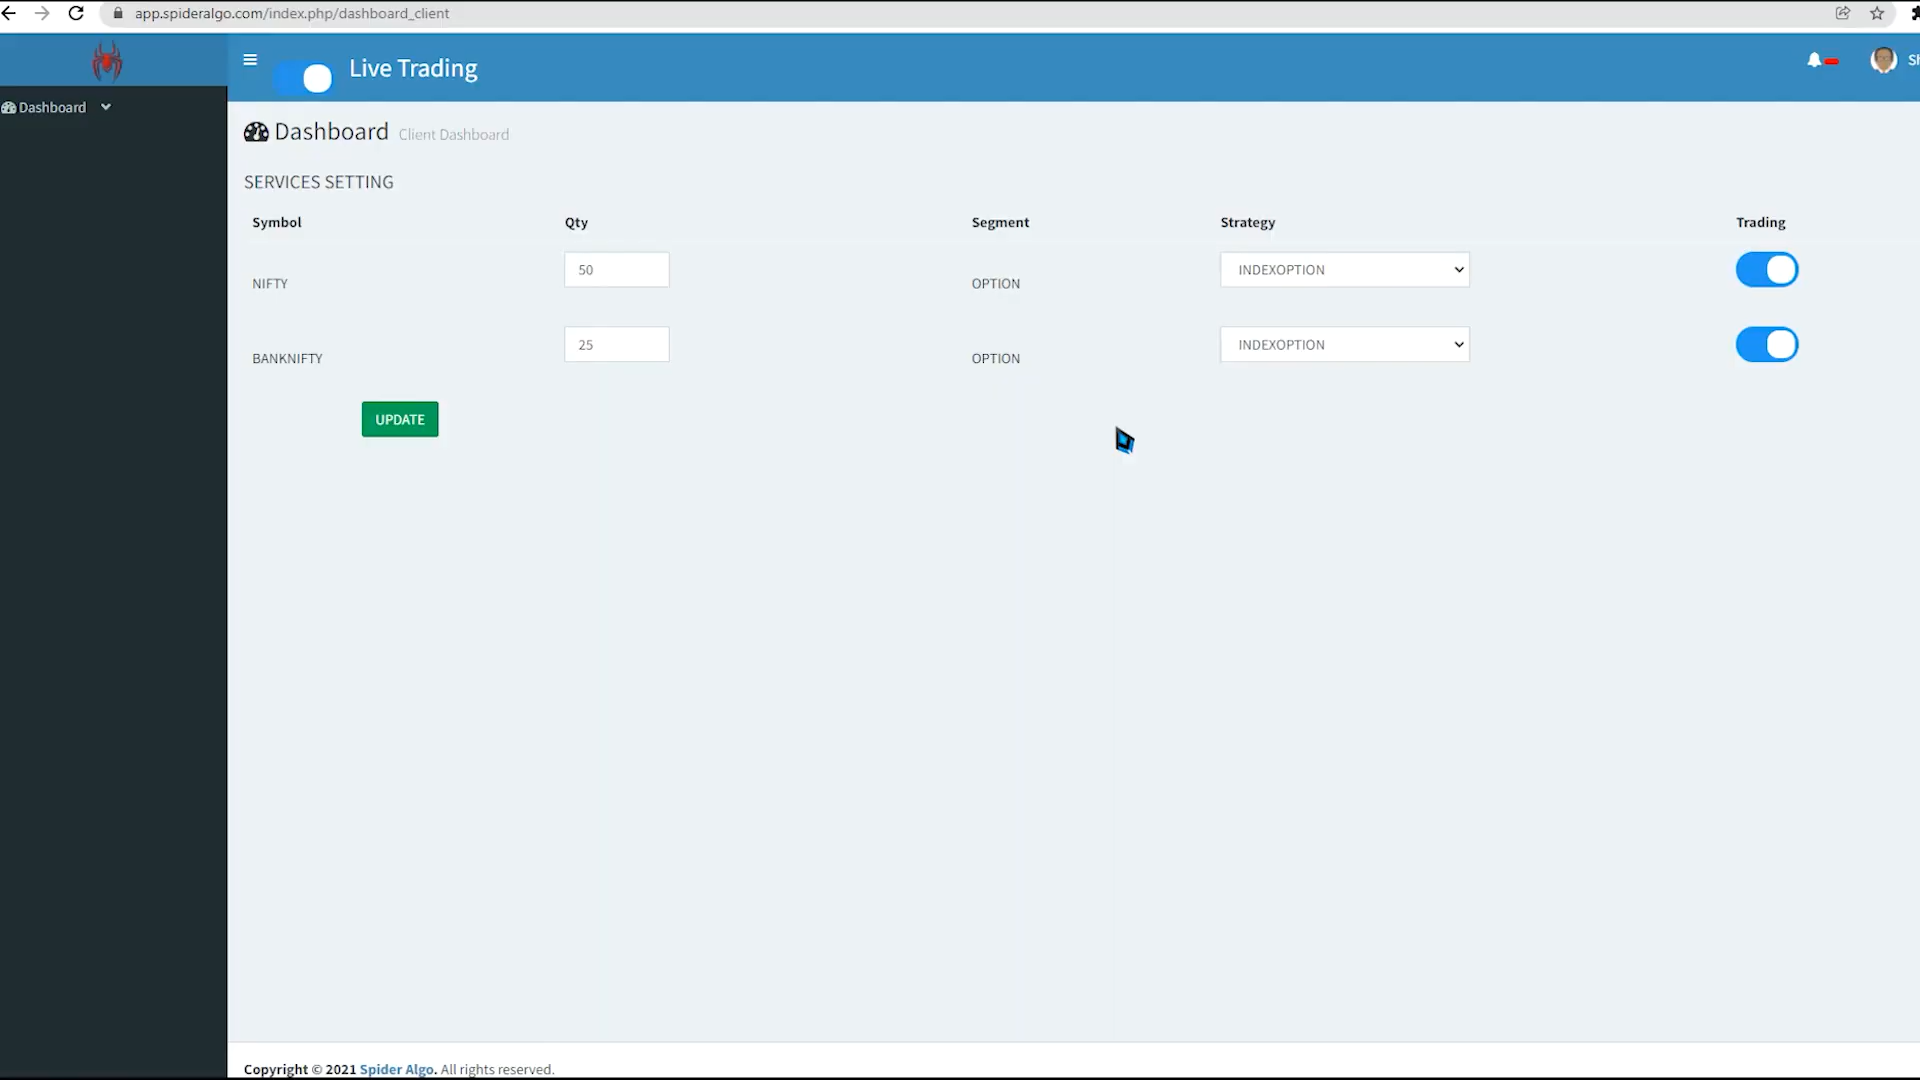 app.spideralgo.com/index.php/dashboard_client
Live Trading
Dashboard
Dashboard Client Dashboard
SERVICES SETTING
Symbol Qty Segment Strategy Trading
NIFTY 50 OPTION INDEXOPTION
BANKNIFTY 25 OPTION INDEXOPTION
UPDATE
Copyright © 2021 Spider Algo. All rights reserved.